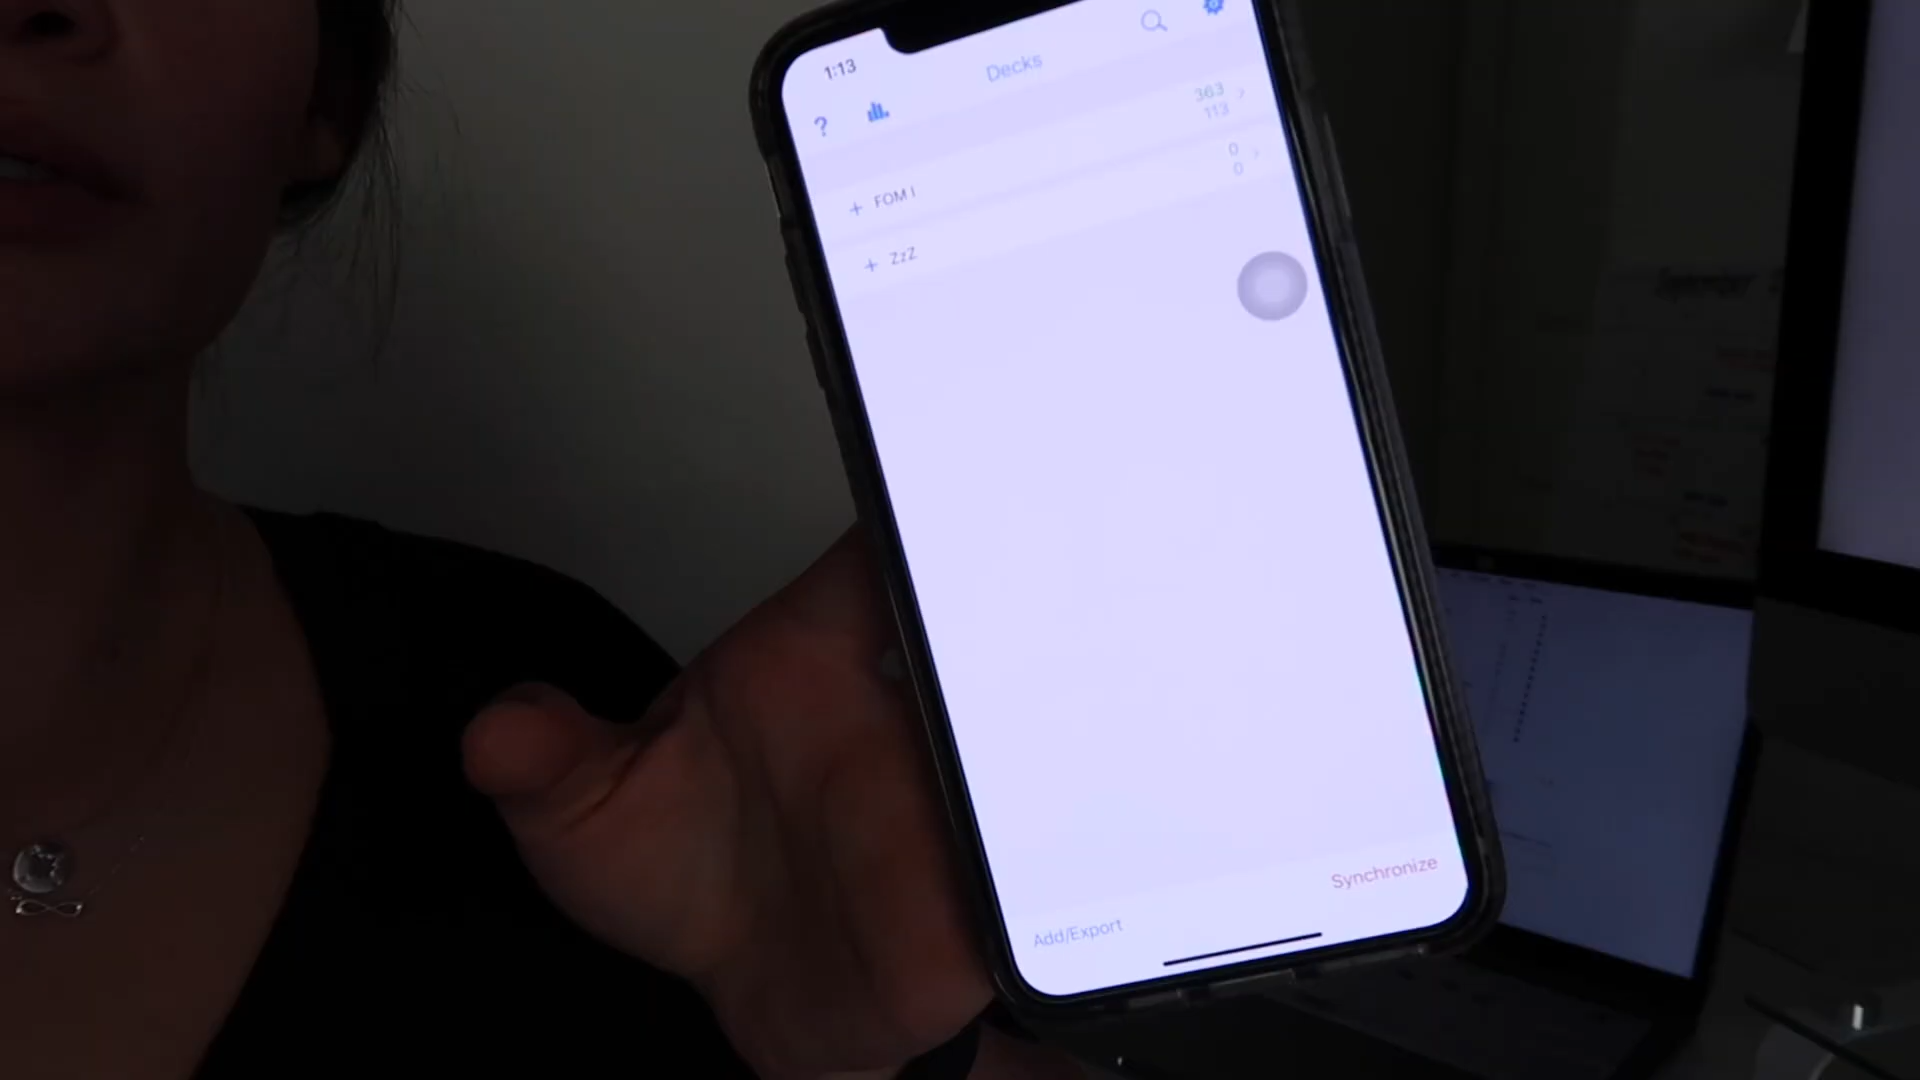 1:13
Decks
?
363
113
+ FOM I
0
0
+ ZzZ
Synchronize
Add/Export